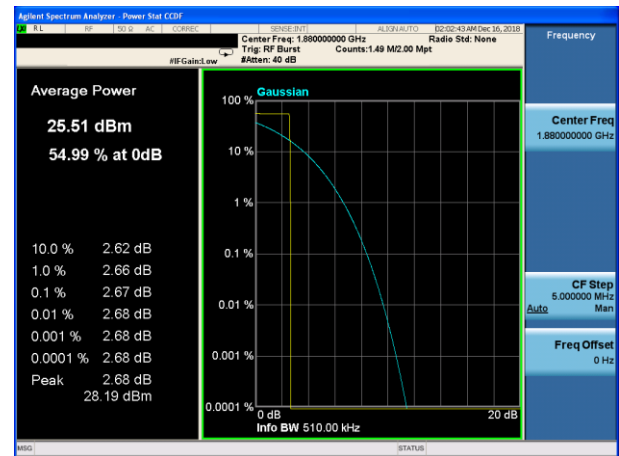 Agilent Spectrum Analyzer - Power Stat CCDF
RL RF 50 Ω AC CORREC SENSE:INT ALIGNAUTO 02:02:43 AM Dec 16, 2018
Center Freq: 1.880000000 GHz Radio Std: None
Trig: RF Burst Counts:1.49 M/2.00 Mpt
#IFGain:Low #Atten: 40 dB
Frequency
Average Power
25.51 dBm
54.99 % at 0dB
10.0 % 2.62 dB
1.0 % 2.66 dB
0.1 % 2.67 dB
0.01 % 2.68 dB
0.001 % 2.68 dB
0.0001 % 2.68 dB
Peak 2.68 dB
28.19 dBm
Gaussian
100 %
10 %
1 %
0.1 %
0.01 %
0.001 %
0.0001 %
0 dB 20 dB
Info BW 510.00 kHz
Center Freq
1.880000000 GHz
CF Step
5.000000 MHz
Auto Man
Freq Offset
0 Hz
MSG STATUS